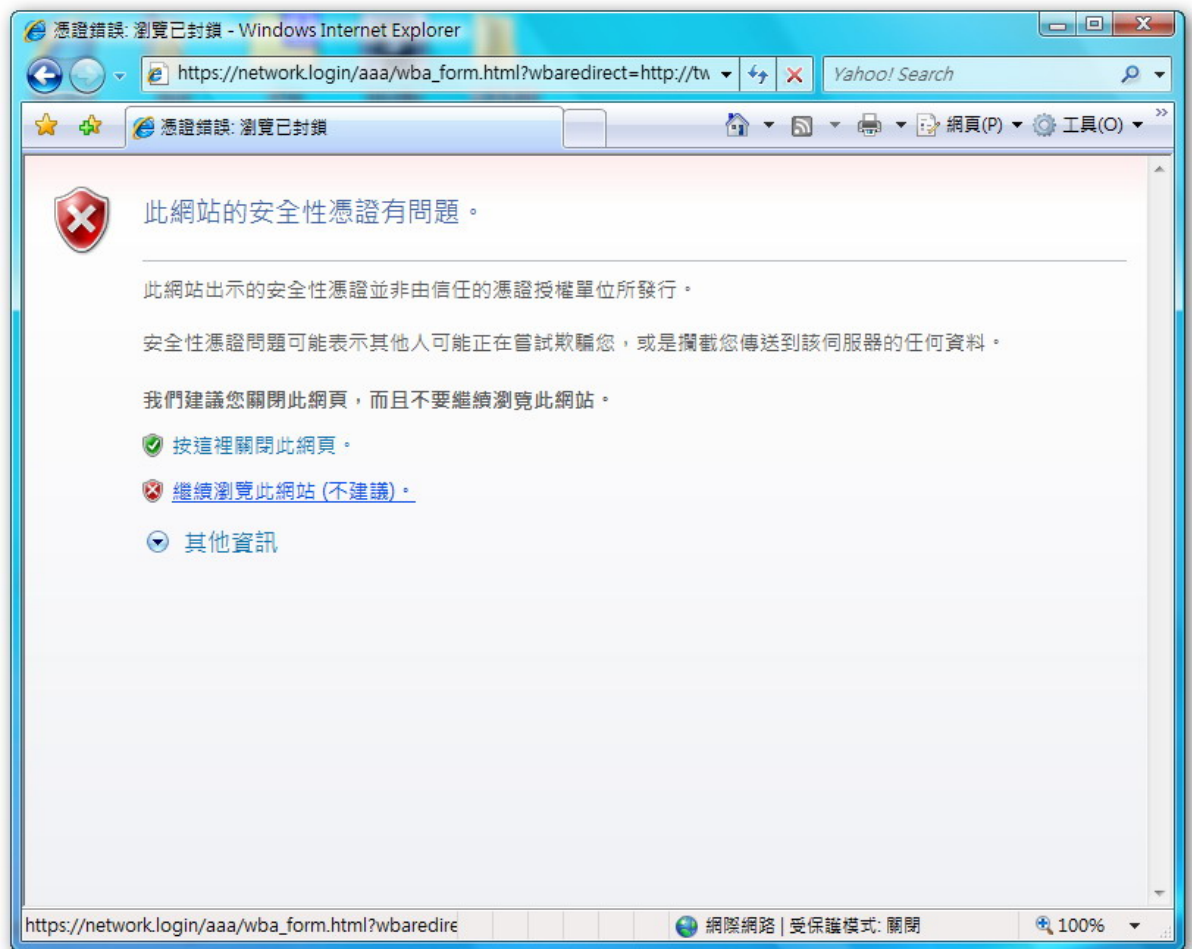 憑證錯誤: 瀏覽已封鎖 - Windows Internet Explorer
https://network.login/aaa/wba_form.html?wbaredirect=http://tw
Yahoo! Search
憑證錯誤: 瀏覽已封鎖
網頁(P)
工具(O)
此網站的安全性憑證有問題。
此網站出示的安全性憑證並非由信任的憑證授權單位所發行。
安全性憑證問題可能表示其他人可能正在嘗試欺騙您，或是攔截您傳送到該伺服器的任何資料。
我們建議您關閉此網頁，而且不要繼續瀏覽此網站。
按這裡關閉此網頁。
繼續瀏覽此網站 (不建議)。
其他資訊
https://network.login/aaa/wba_form.html?wbaredire
網際網路 | 受保護模式: 關閉
100%